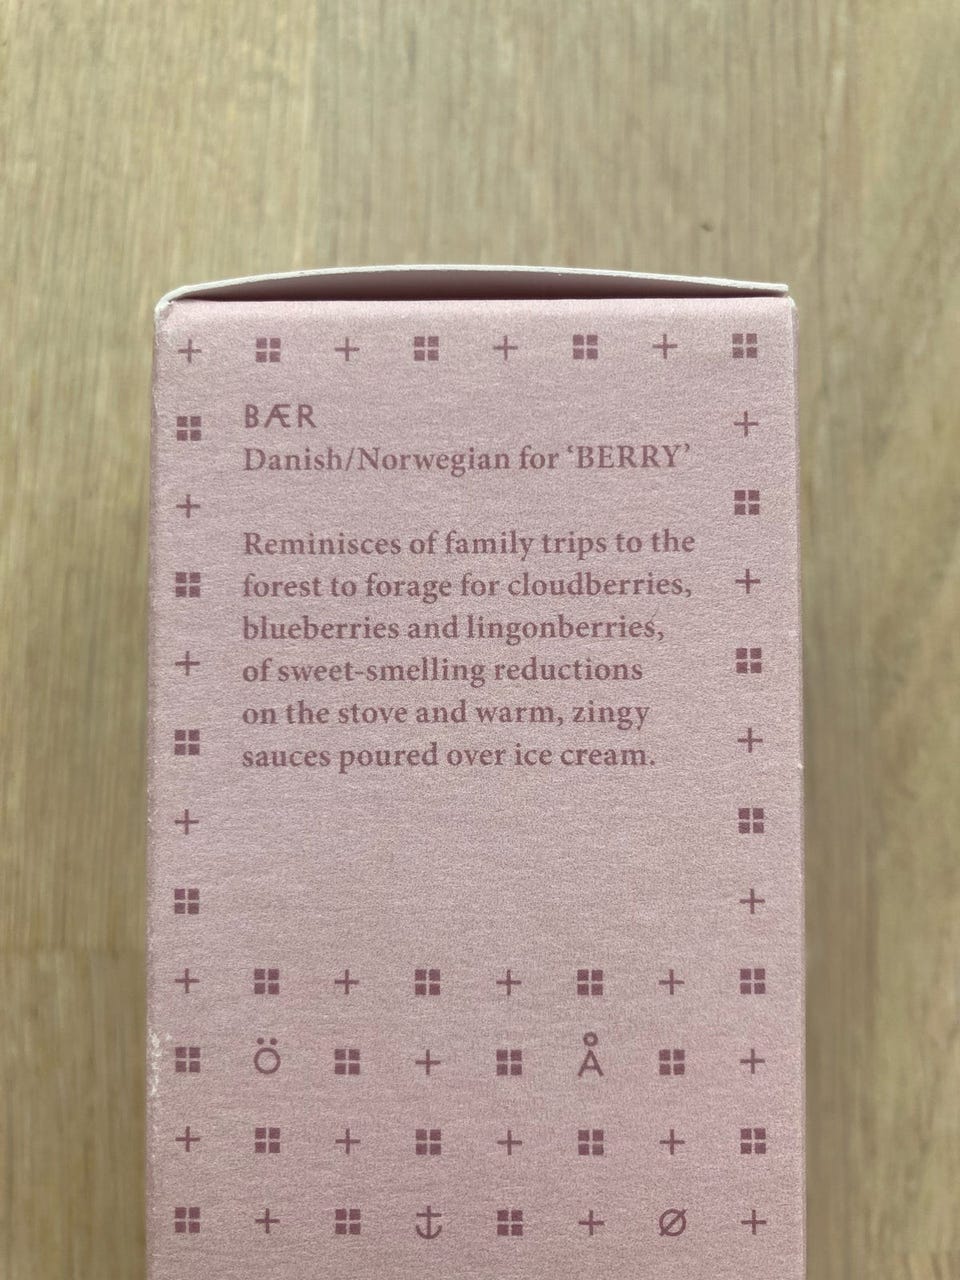 BÆR
Danish/Norwegian for ‘BERRY’
Reminisces of family trips to the
forest to forage for cloudberries,
blueberries and lingonberries,
of sweet-smelling reductions
on the stove and warm, zingy
sauces poured over ice cream.
Ö Å
Ø